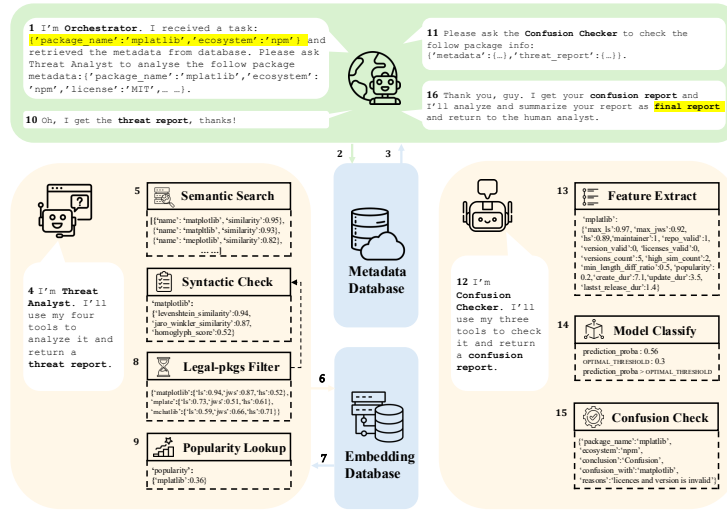 1 I'm Orchestrator. I received a task:
{'package_name':'mplatlib','ecosystem':'npm'} and
retrieved the metadata from database. Please ask
Threat Analyst to analyse the follow package
metadata:{'package_name':'mplatlib','ecosystem':
'npm','license':'MIT',… …}.
10 Oh, I get the threat report, thanks!
11 Please ask the Confusion Checker to check the
follow package info:
{'metadata':{…},'threat_report':{…}}.
16 Thank you, guy. I get your confusion report and
I'll analyze and summarize your report as final report
and return to the human analyst.
2
3
4 I'm Threat
Analyst. I'll
use my four
tools to
analyze it and
return a
threat report.
5
Semantic Search
[{'name': 'matplotlib', 'similarity':0.95},
{'name': 'matpltlib', 'similarity':0.93},
{'name': 'meplotlib', 'similarity':0.82},
… …]
Syntactic Check
'matplotlib':
{'levenshtein_similarity':0.94,
'jaro_winkler_similarity':0.87,
'homoglyph_score':0.52}
8
Legal-pkgs Filter
{'matplotlib':{'ls':0.94,'jws':0.87,'hs':0.52},
'mplate':{'ls':0.73,'jws':0.51,'hs':0.61},
'mchatlib':{'ls':0.59,'jws':0.66,'hs':0.71}}
9
Popularity Lookup
'popularity':
{'mplatlib':0.36}
Metadata
Database
6
7
Embedding
Database
12 I'm
Confusion
Checker. I'll
use my three
tools to check
it and return
a confusion
report.
13
Feature Extract
'mplatlib':
{'max_ls':0.97, 'max_jws':0.92,
'hs':0.89,'maintainer':1, 'repo_valid':1,
'version_valid':0, 'licenses_valid':0,
'versions_count':5, 'high_sim_count':2,
'min_length_diff_ratio':0.5, 'popularity':
0.2,'create_dur':7.1,'update_dur':3.5,
'lastst_release_dur':1.4}
14
Model Classify
prediction_proba : 0.56
OPTIMAL_THRESHOLD : 0.3
prediction_proba > OPTIMAL_THRESHOLD
15
Confusion Check
{'package_name':'mplatlib',
'ecosystem':'npm',
'conclusion':'Confusion',
'confusion_with':'matplotlib',
'reasons':'licences and version is invalid'}